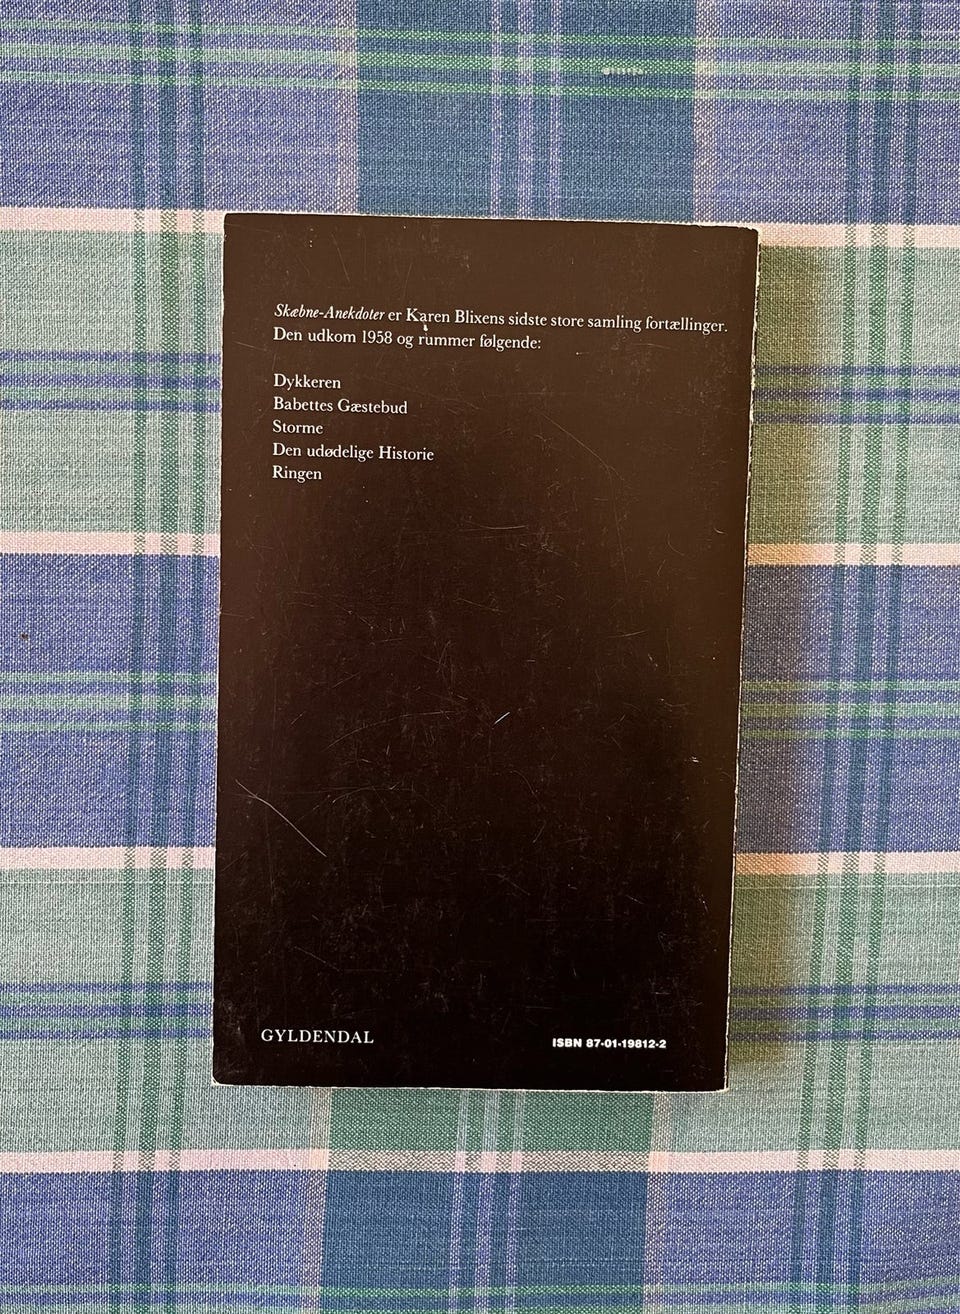 Skæbne-Anekdoter er Karen Blixens sidste store samling fortællinger.
Den udkom 1958 og rummer følgende:
Dykkeren
Babettes Gæstebud
Storme
Den udødelige Historie
Ringen
GYLDENDAL
ISBN 87-01-19812-2